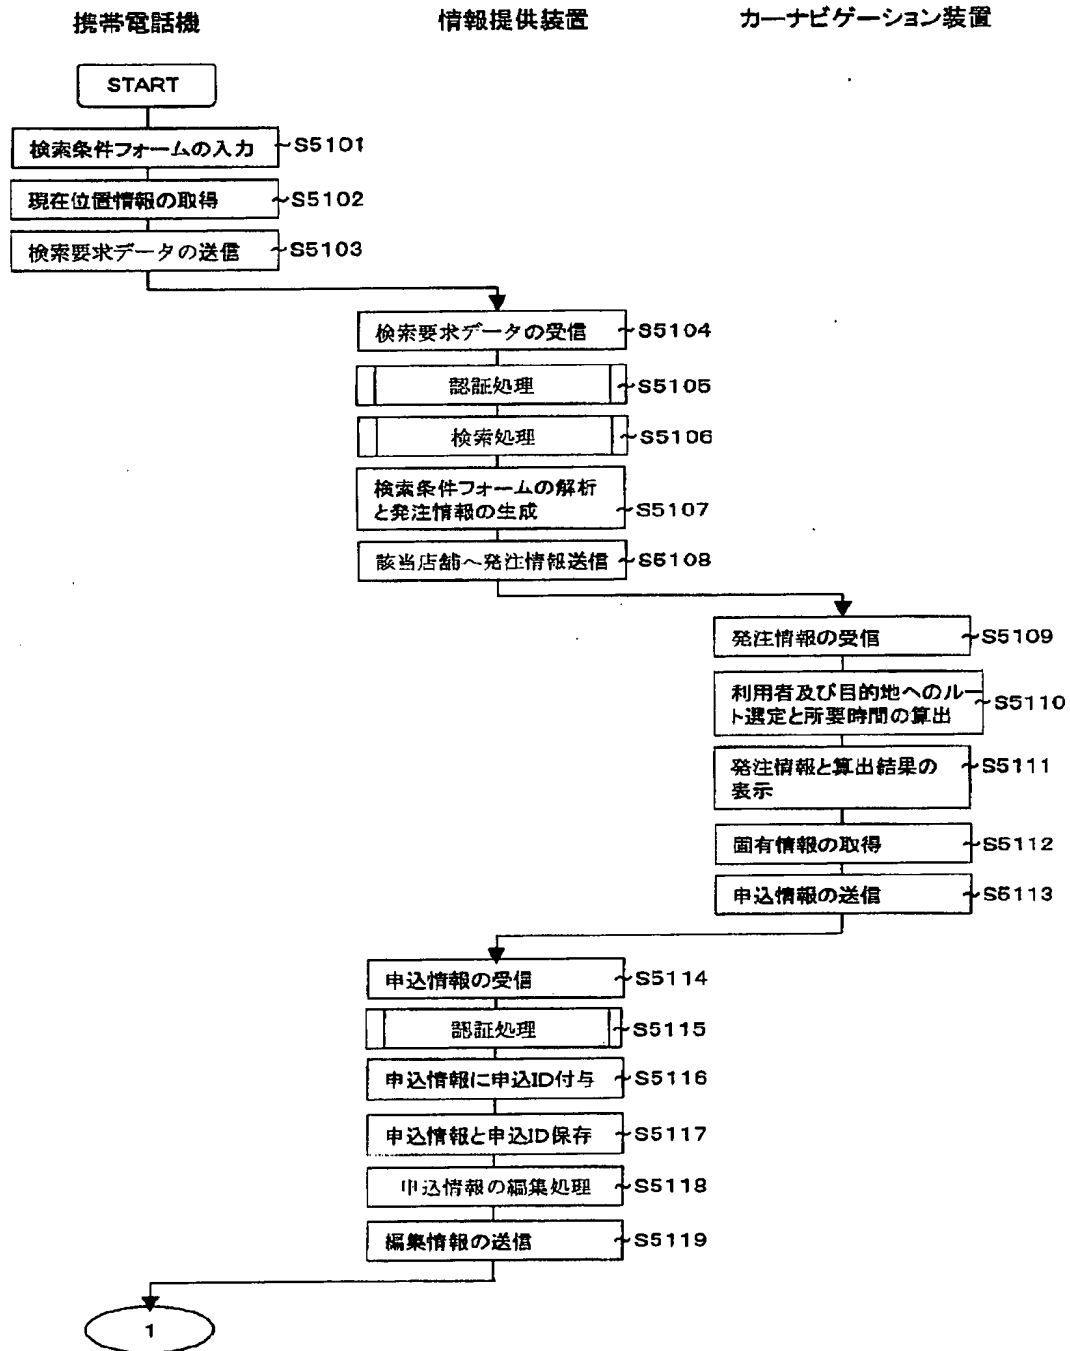 携帯電話機
情報提供装置
カーナビゲーション装置
START
検索条件フォームの入力 ~S5101
現在位置情報の取得 ~S5102
検索要求データの送信 ~S5103
検索要求データの受信 ~S5104
認証処理 ~S5105
検索処理 ~S5106
検索条件フォームの解析
と発注情報の生成 ~S5107
該当店舗へ発注情報送信 ~S5108
発注情報の受信 ~S5109
利用者及び目的地へのルー
ト選定と所要時間の算出 ~S5110
発注情報と算出結果の ~S5111
表示
固有情報の取得 ~S5112
申込情報の送信 ~S5113
申込情報の受信 ~S5114
認証処理 ~S5115
申込情報に申込ID付与 ~S5116
申込情報と申込ID保存 ~S5117
申込情報の編集処理 ~S5118
編集情報の送信 ~S5119
1